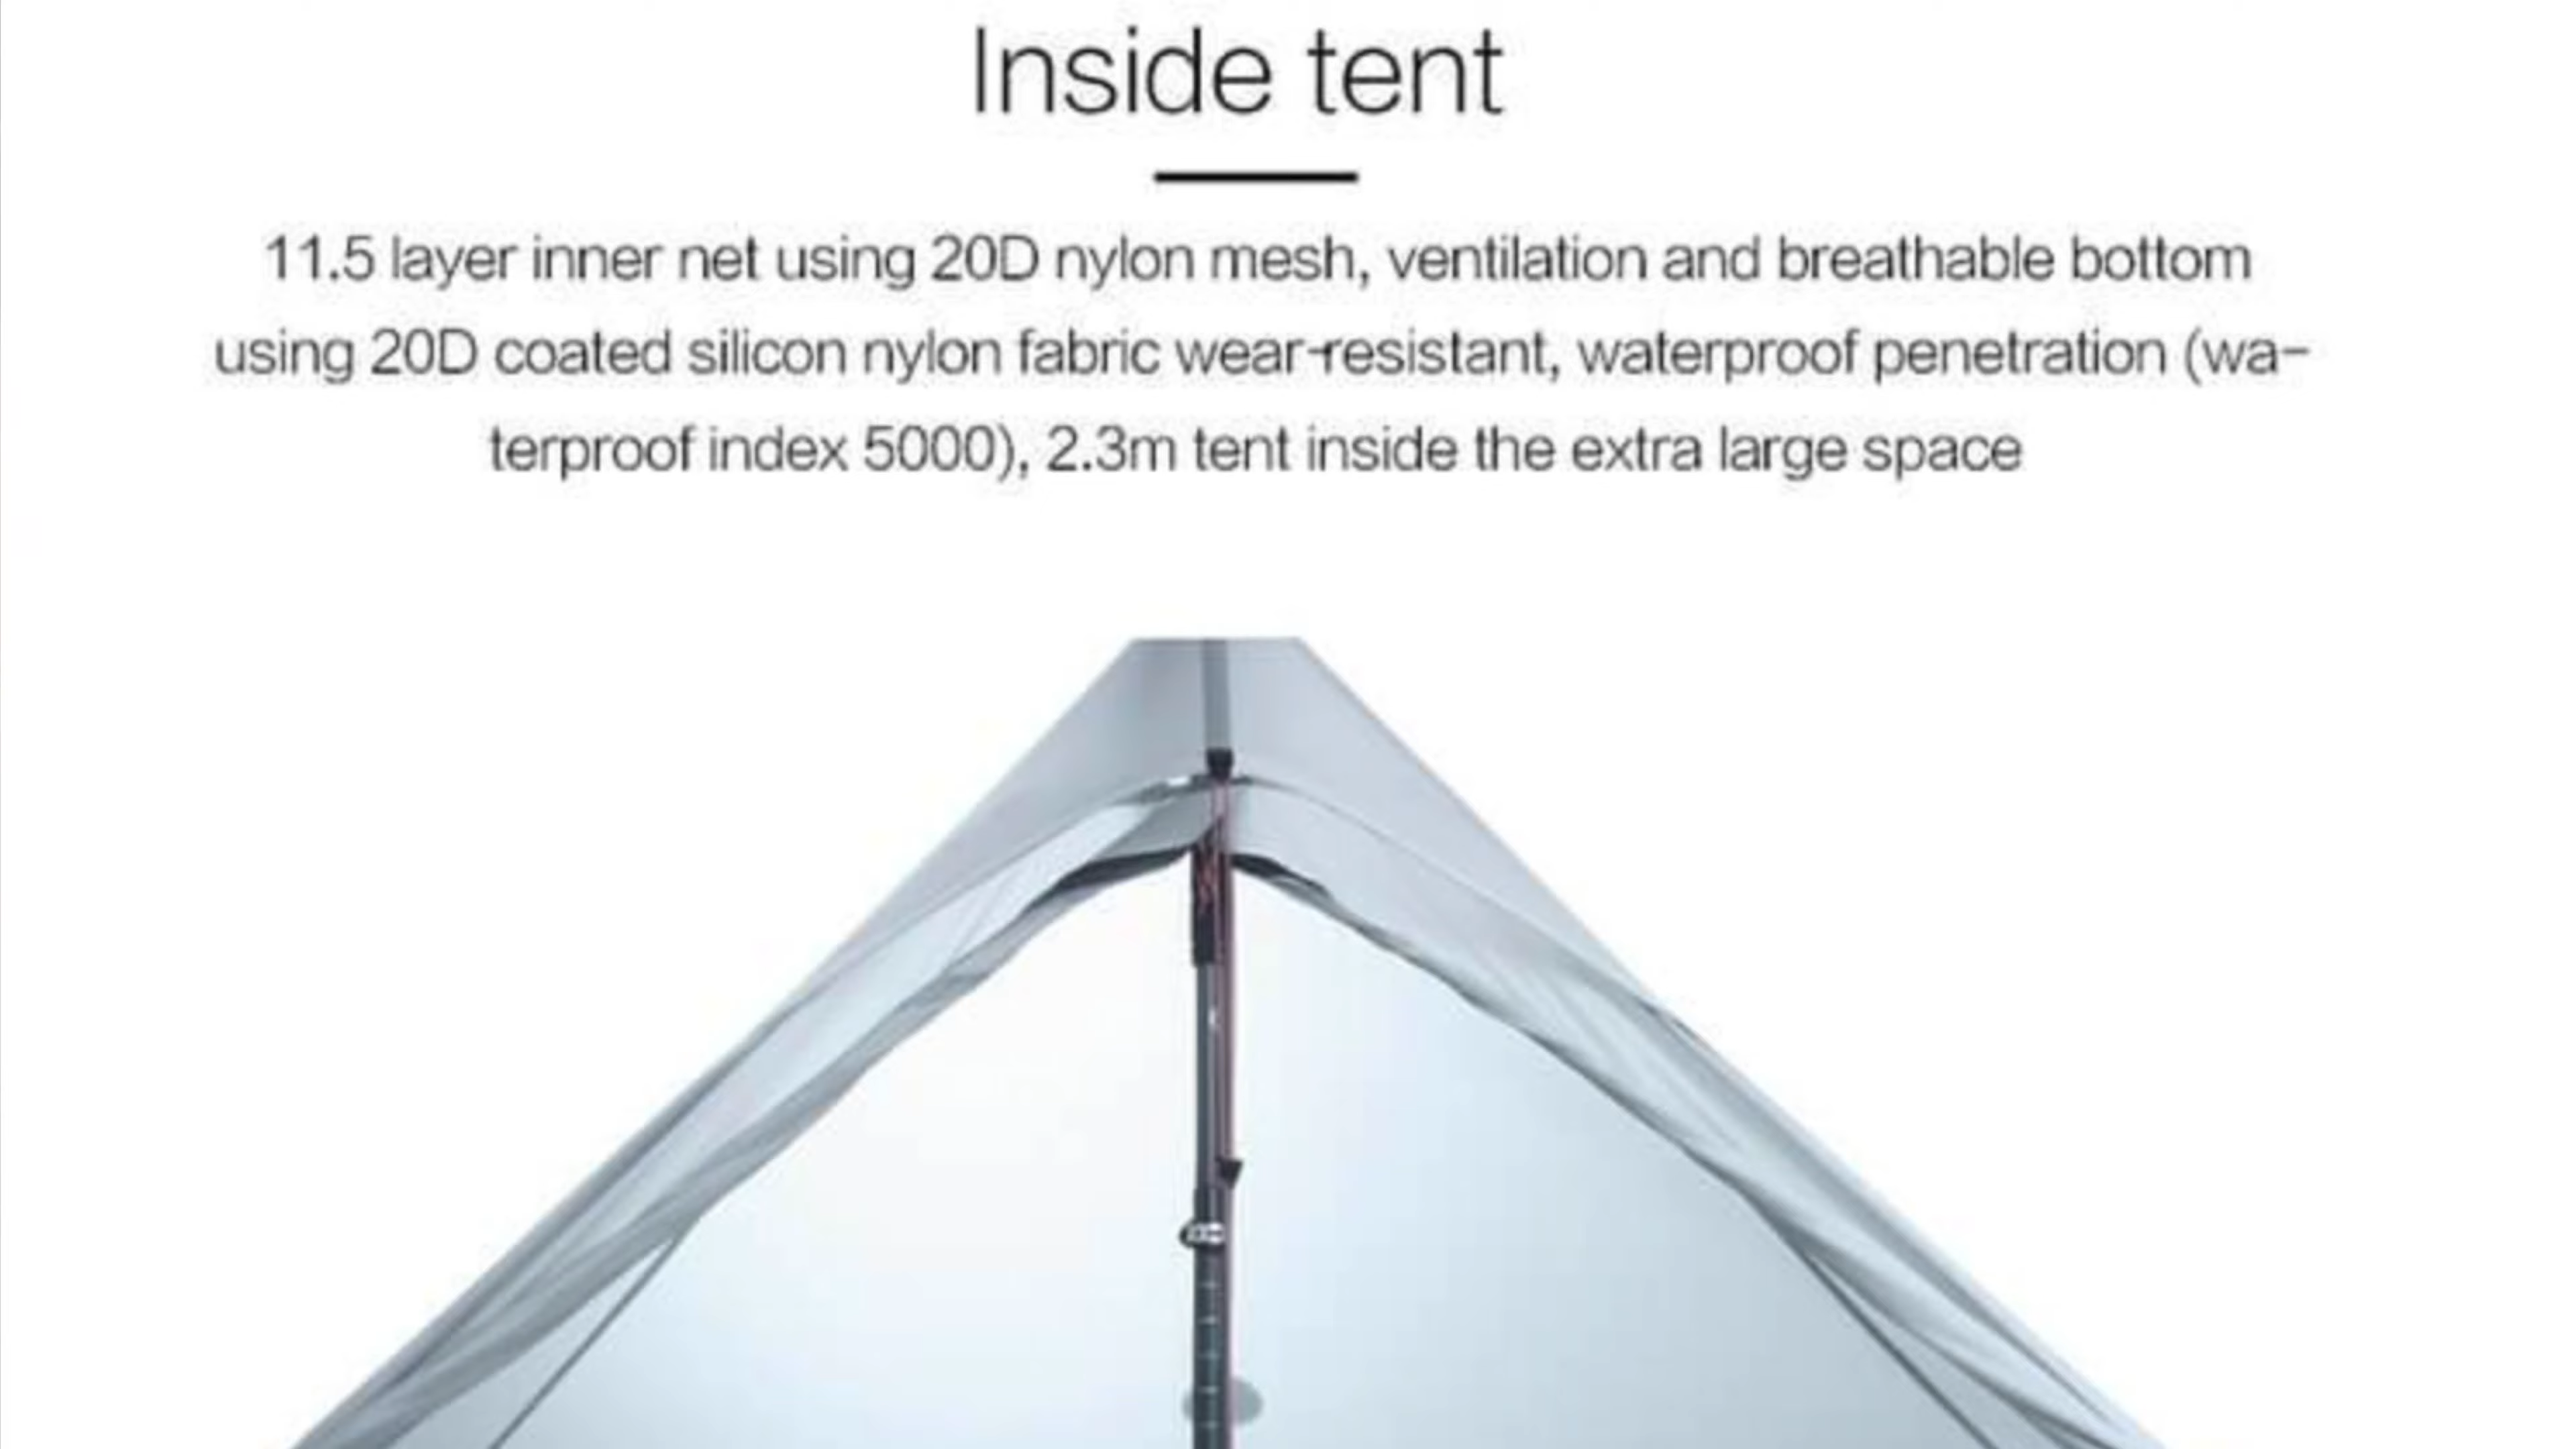 Inside tent
11.5 layer inner net using 20D nylon mesh, ventilation and breathable bottom
using 20D coated silicon nylon fabric wear-resistant, waterproof penetration (wa-
terproof index 5000), 2.3m tent inside the extra large space